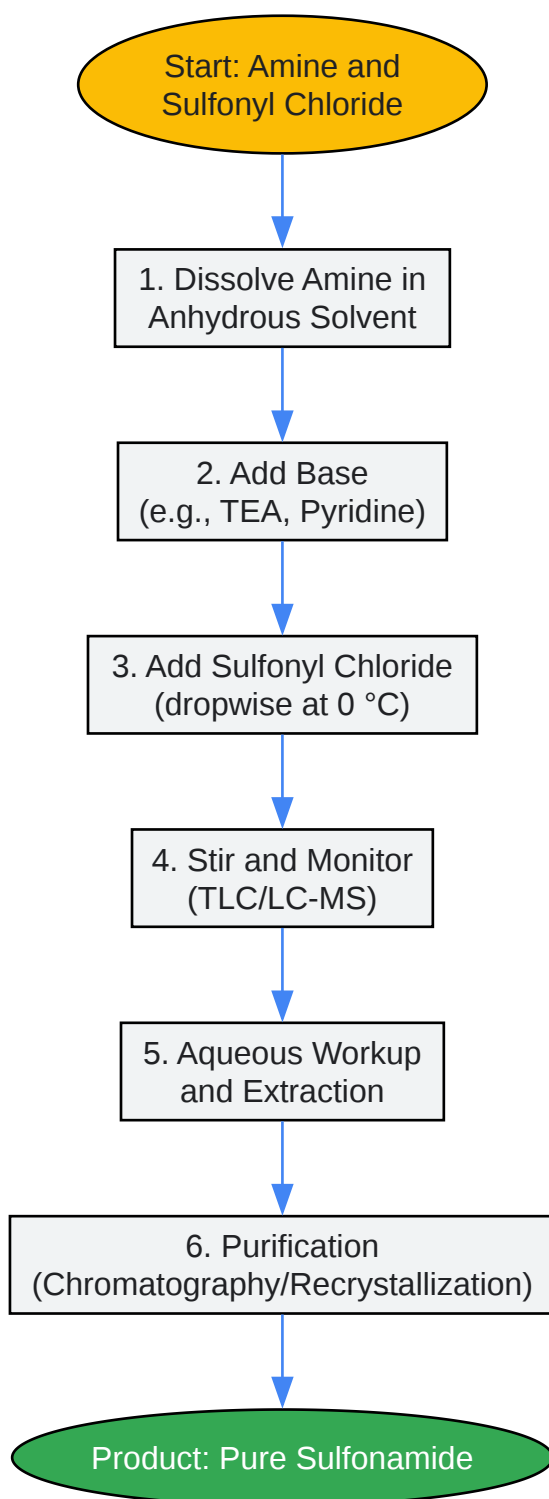 Start: Amine and
Sulfonyl Chloride
1. Dissolve Amine in
Anhydrous Solvent
2. Add Base
(e.g., TEA, Pyridine)
3. Add Sulfonyl Chloride
(dropwise at 0 °C)
4. Stir and Monitor
(TLC/LC-MS)
5. Aqueous Workup
and Extraction
6. Purification
(Chromatography/Recrystallization)
Product: Pure Sulfonamide